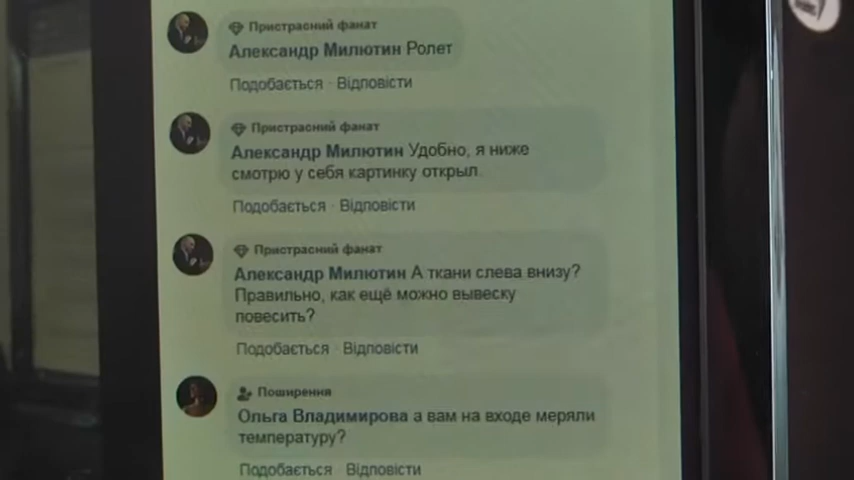 Пристрасний фанат
Александр Милютин Ролет
Подобається · Відповісти
Пристрасний фанат
Александр Милютин Удобно, я ниже
смотрю у себя картинку открыл
Подобається · Відповісти
Пристрасний фанат
Александр Милютин А ткани слева внизу?
Правильно, как ещё можно вывеску
повесить?
Подобається · Відповісти
Поширення
Ольга Владимирова а вам на входе меряли
температуру?
Подобається · Відповісти